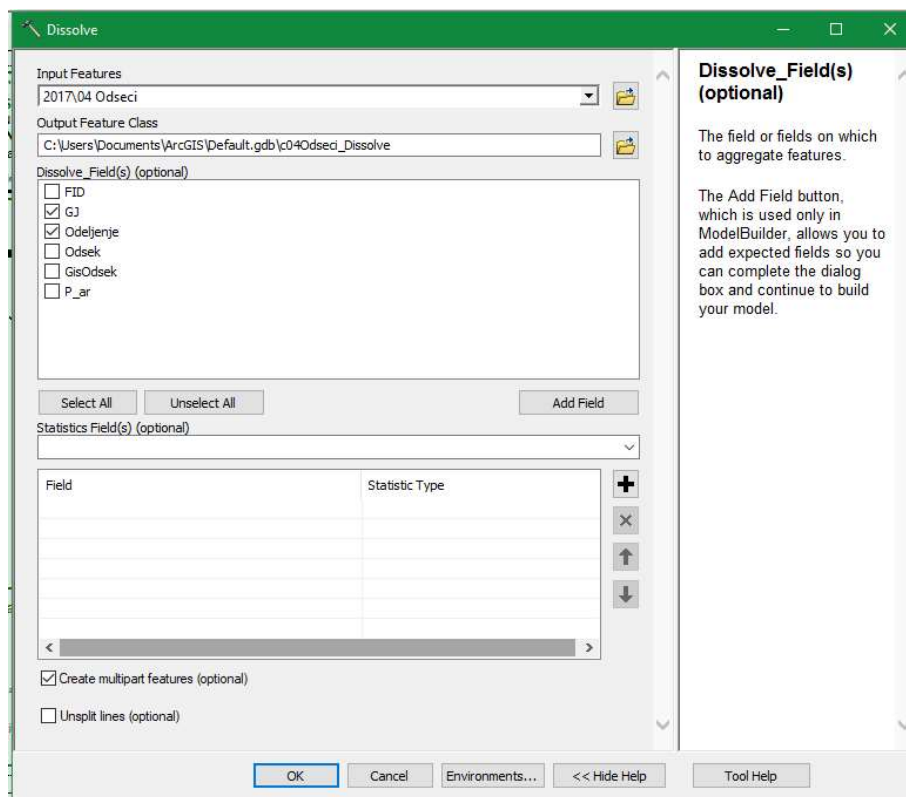 Dissolve
Input Features
2017\04 Odseci
Output Feature Class
C:\Users\Documents\ArcGIS\Default.gdb\c04Odseci_Dissolve
Dissolve_Field(s) (optional)
FID
GJ
Odeljenje
Odsek
GisOdsek
P_ar
Select All
Unselect All
Add Field
Statistics Field(s) (optional)
Field
Statistic Type
Create multipart features (optional)
Unsplit lines (optional)
OK
Cancel
Environments...
<< Hide Help
Tool Help
Dissolve_Field(s)
(optional)
The field or fields on which
to aggregate features.
The Add Field button,
which is used only in
ModelBuilder, allows you to
add expected fields so you
can complete the dialog
box and continue to build
your model.